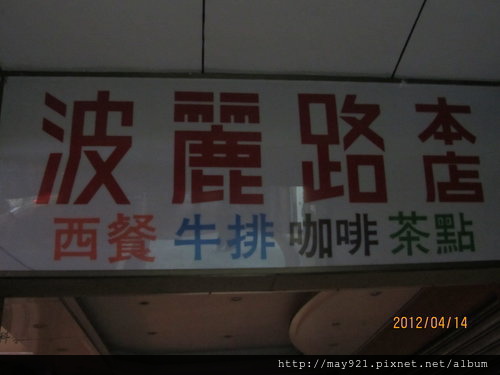 波麗路本店
西餐 牛排 咖啡 茶點
2012/04/14
http://may921.pixnet.net/album